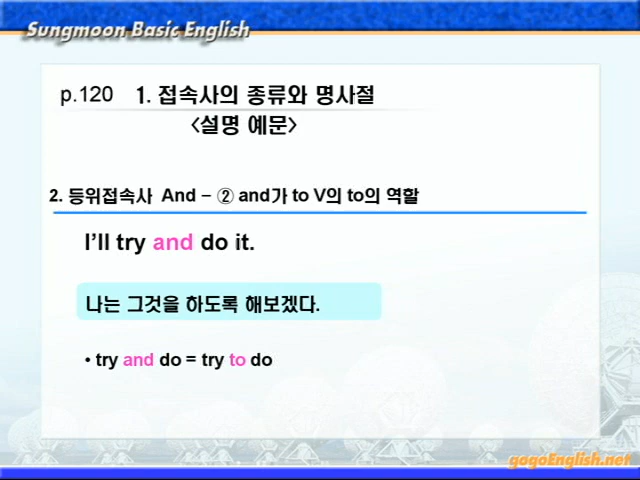 Sungmoon Basic English
p.120 1. 접속사의 종류와 명사절
<설명 예문>
2. 등위접속사 And – ② and가 to V의 to의 역할
I'll try and do it.
나는 그것을 하도록 해보겠다.
• try and do = try to do
gogoEnglish.net